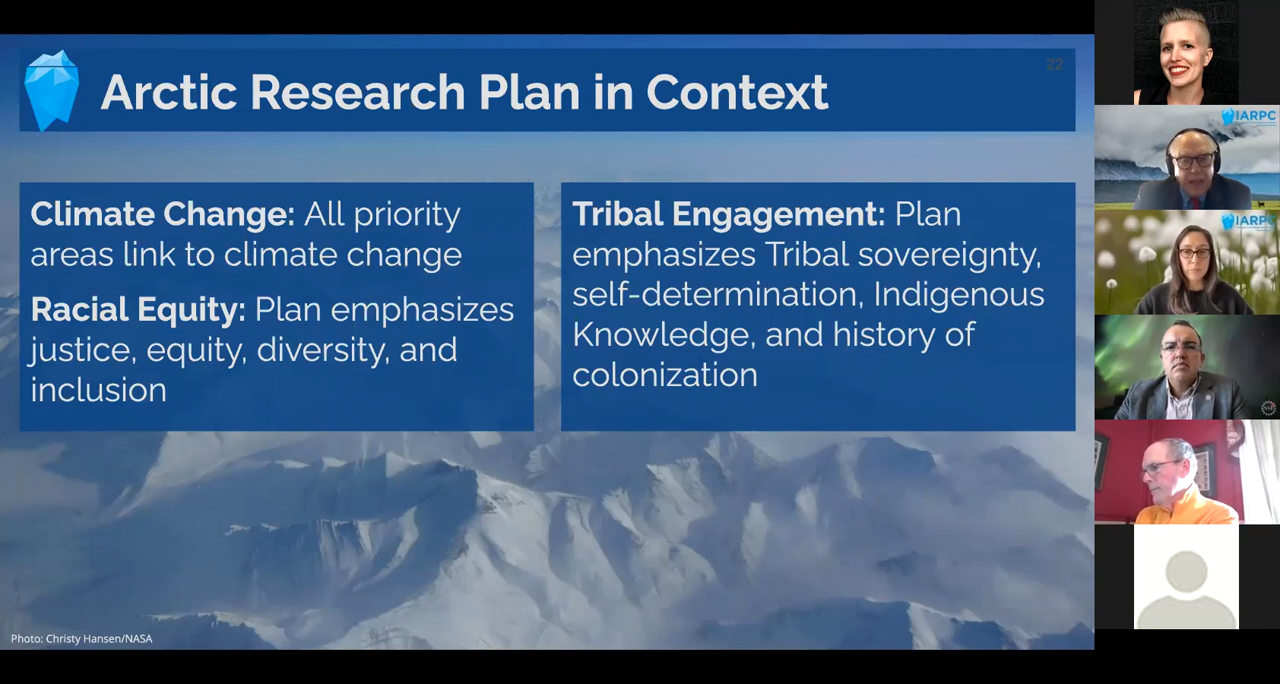 Arctic Research Plan in Context
22
Climate Change: All priority
areas link to climate change
Racial Equity: Plan emphasizes
justice, equity, diversity, and
inclusion
Tribal Engagement: Plan
emphasizes Tribal sovereignty,
self-determination, Indigenous
Knowledge, and history of
colonization
Photo: Christy Hansen/NASA
IARPC
IARPC